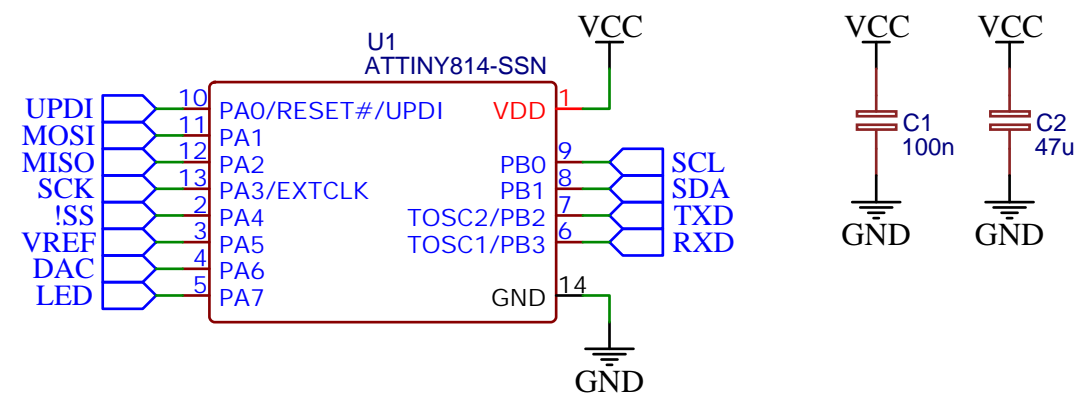 U1
ATTINY814-SSN
VCC
VCC
VCC
UPDI 10 PA0/RESET#/UPDI VDD 1
MOSI 11 PA1
MISO 12 PA2 PB0 9 SCL
SCK 13 PA3/EXTCLK PB1 8 SDA
!SS 2 PA4 TOSC2/PB2 7 TXD
VREF 3 PA5 TOSC1/PB3 6 RXD
DAC 4 PA6
LED 5 PA7 GND 14
GND
C1
100n
GND
C2
47u
GND